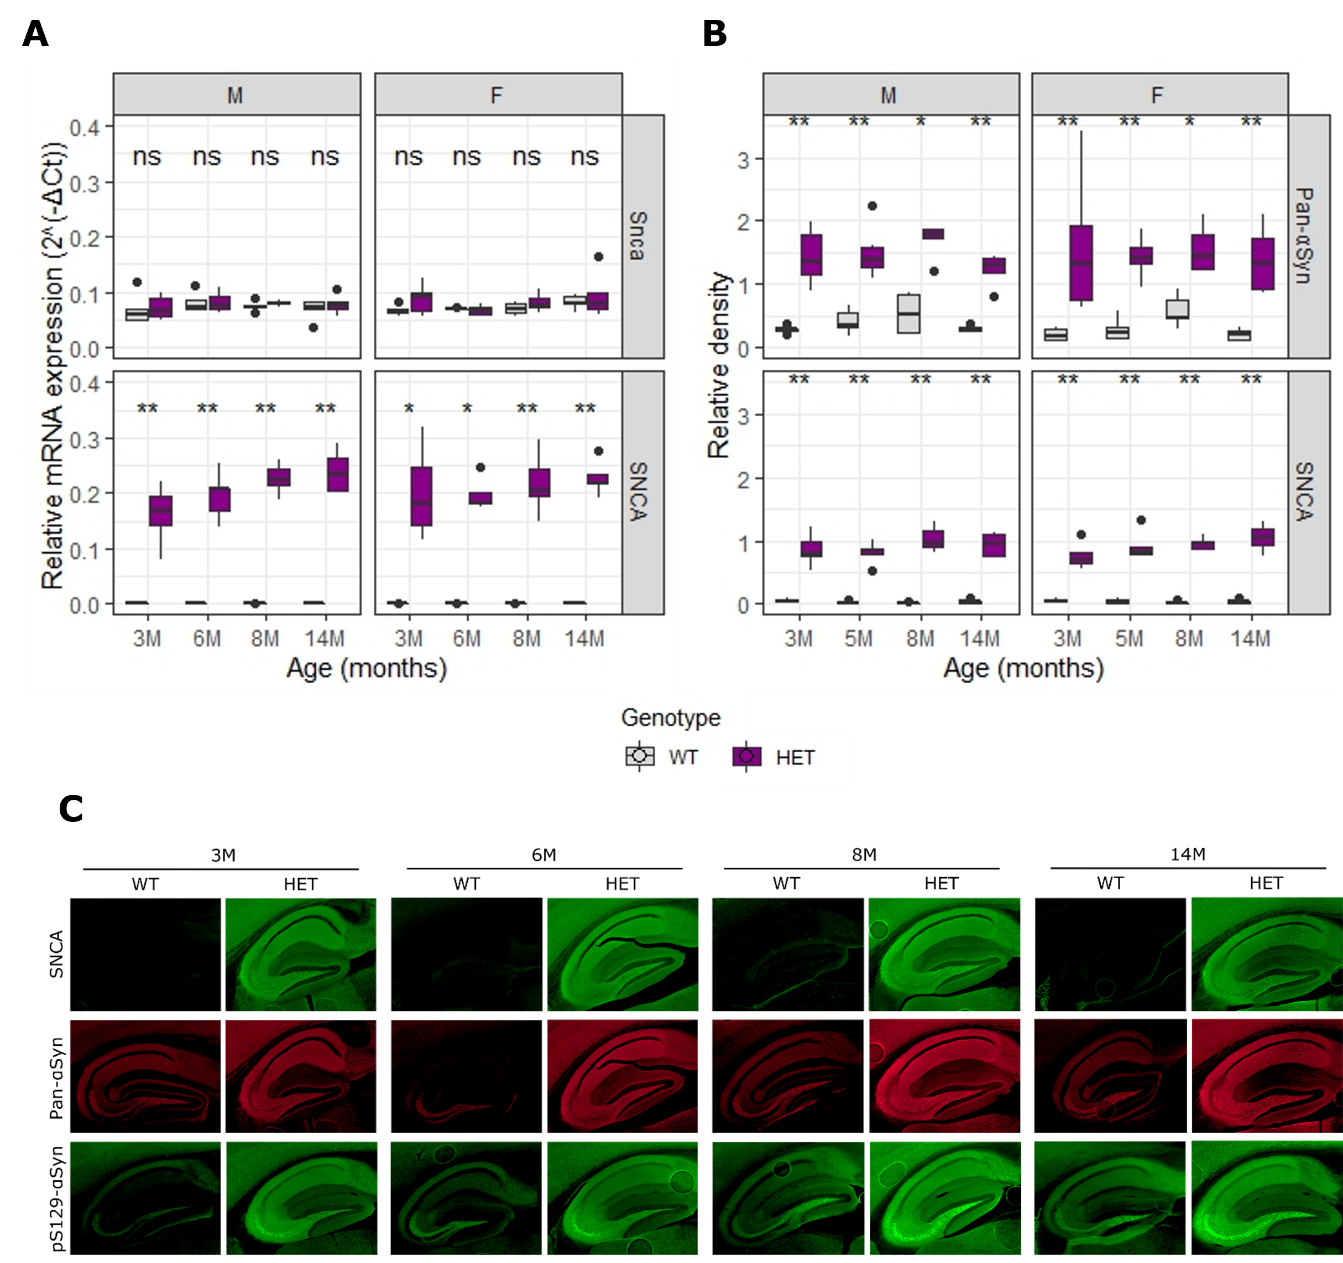 A
B
M
F
M
F
Relative mRNA expression (2^(-ΔCt))
0.4
0.3
0.2
0.1
0.0
ns ns ns ns
ns ns ns ns
Snca
0.4
0.3
0.2
0.1
0.0
** ** ** **
* * ** **
SNCA
3M 6M 8M 14M
3M 6M 8M 14M
Age (months)
Relative density
3
2
1
0
** ** * **
** ** * **
Pan-αSyn
3
2
1
0
** ** ** **
** ** ** **
SNCA
3M 5M 8M 14M
3M 5M 8M 14M
Age (months)
Genotype
WT HET
C
3M 6M 8M 14M
WT HET WT HET WT HET WT HET
SNCA
Pan-αSyn
pS129-αSyn